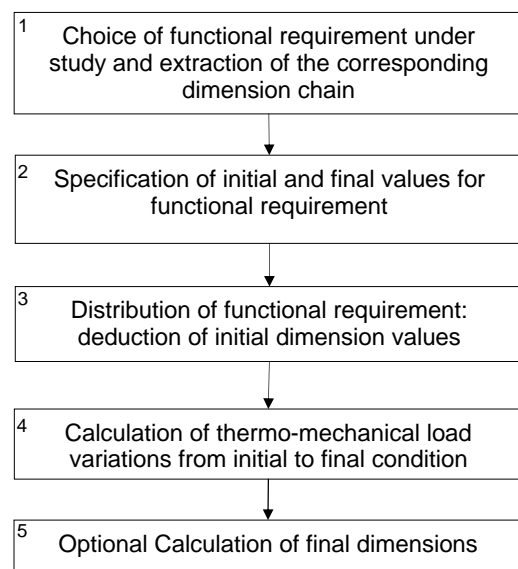 1
Choice of functional requirement under
study and extraction of the corresponding
dimension chain
2
Specification of initial and final values for
functional requirement
3
Distribution of functional requirement:
deduction of initial dimension values
4
Calculation of thermo-mechanical load
variations from initial to final condition
5
Optional Calculation of final dimensions